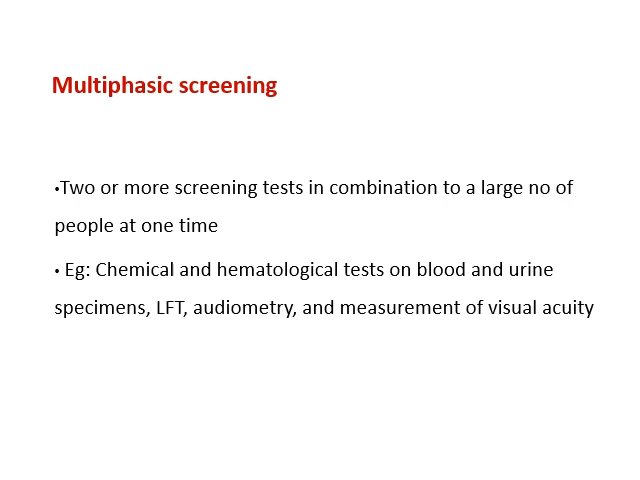 Multiphasic screening
•Two or more screening tests in combination to a large no of
people at one time
• Eg: Chemical and hematological tests on blood and urine
specimens, LFT, audiometry, and measurement of visual acuity